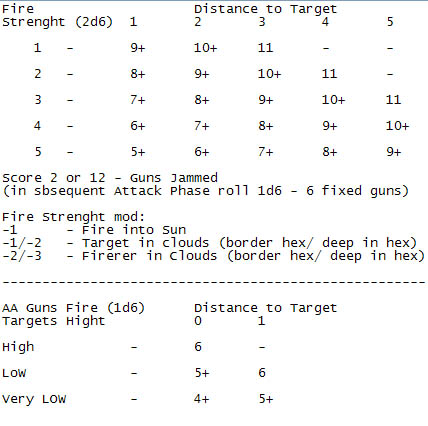 Fire Distance to Target
Strenght (2d6) 1 2 3 4 5
1 - 9+ 10+ 11 - -
2 - 8+ 9+ 10+ 11 -
3 - 7+ 8+ 9+ 10+ 11
4 - 6+ 7+ 8+ 9+ 10+
5 - 5+ 6+ 7+ 8+ 9+
Score 2 or 12 - Guns Jammed
(in sbsequent Attack Phase roll 1d6 - 6 fixed guns)
Fire Strenght mod:
-1 - Fire into Sun
-1/-2 - Target in clouds (border hex/ deep in hex)
-2/-3 - Firerer in Clouds (border hex/ deep in hex)
-----------------------------------------------------
AA Guns Fire (1d6) Distance to Target
Targets Hight 0 1
High - 6 -
Low - 5+ 6
Very LOW - 4+ 5+